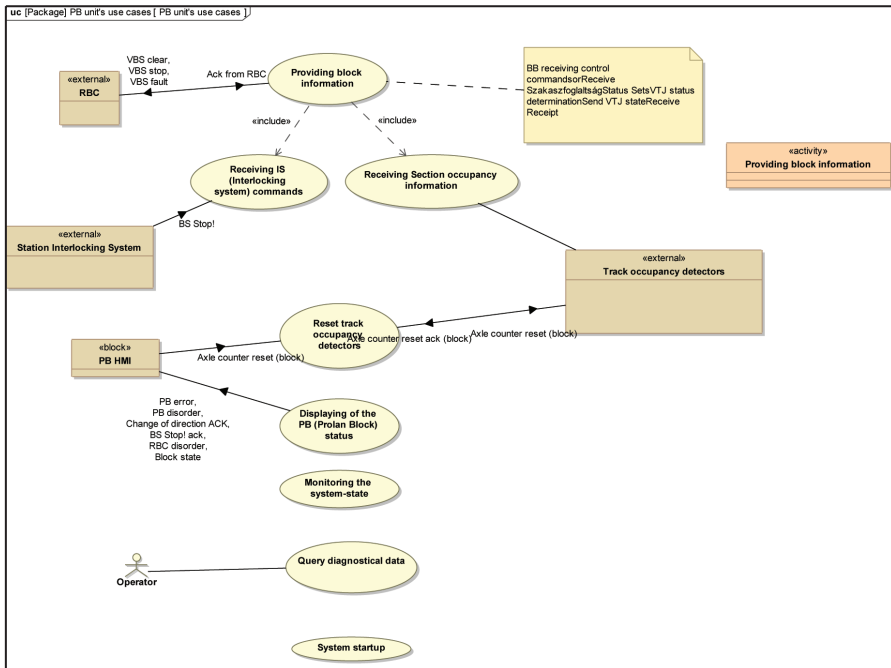 uc [Package] PB unit's use cases [ PB unit's use cases ]
VBS clear,
VBS stop,
VBS fault
Ack from RBC
«external»
RBC
Providing block
information
BB receiving control
commandsorReceive
SzakaszfoglaltságStatus SetsVTJ status
determinationSend VTJ stateReceive
Receipt
«include»
«include»
«activity»
Providing block information
Receiving IS
(Interlocking
system) commands
Receiving Section occupancy
information
BS Stop!
«external»
Station Interlocking System
«external»
Track occupancy detectors
Reset track
occupancy
detectors
Axle counter reset ack (block)
Axle counter reset (block)
Axle counter reset (block)
«block»
PB HMI
PB error,
PB disorder,
Change of direction ACK,
BS Stop! ack,
RBC disorder,
Block state
Displaying of the
PB (Prolan Block)
status
Monitoring the
system-state
Operator
Query diagnostical data
System startup